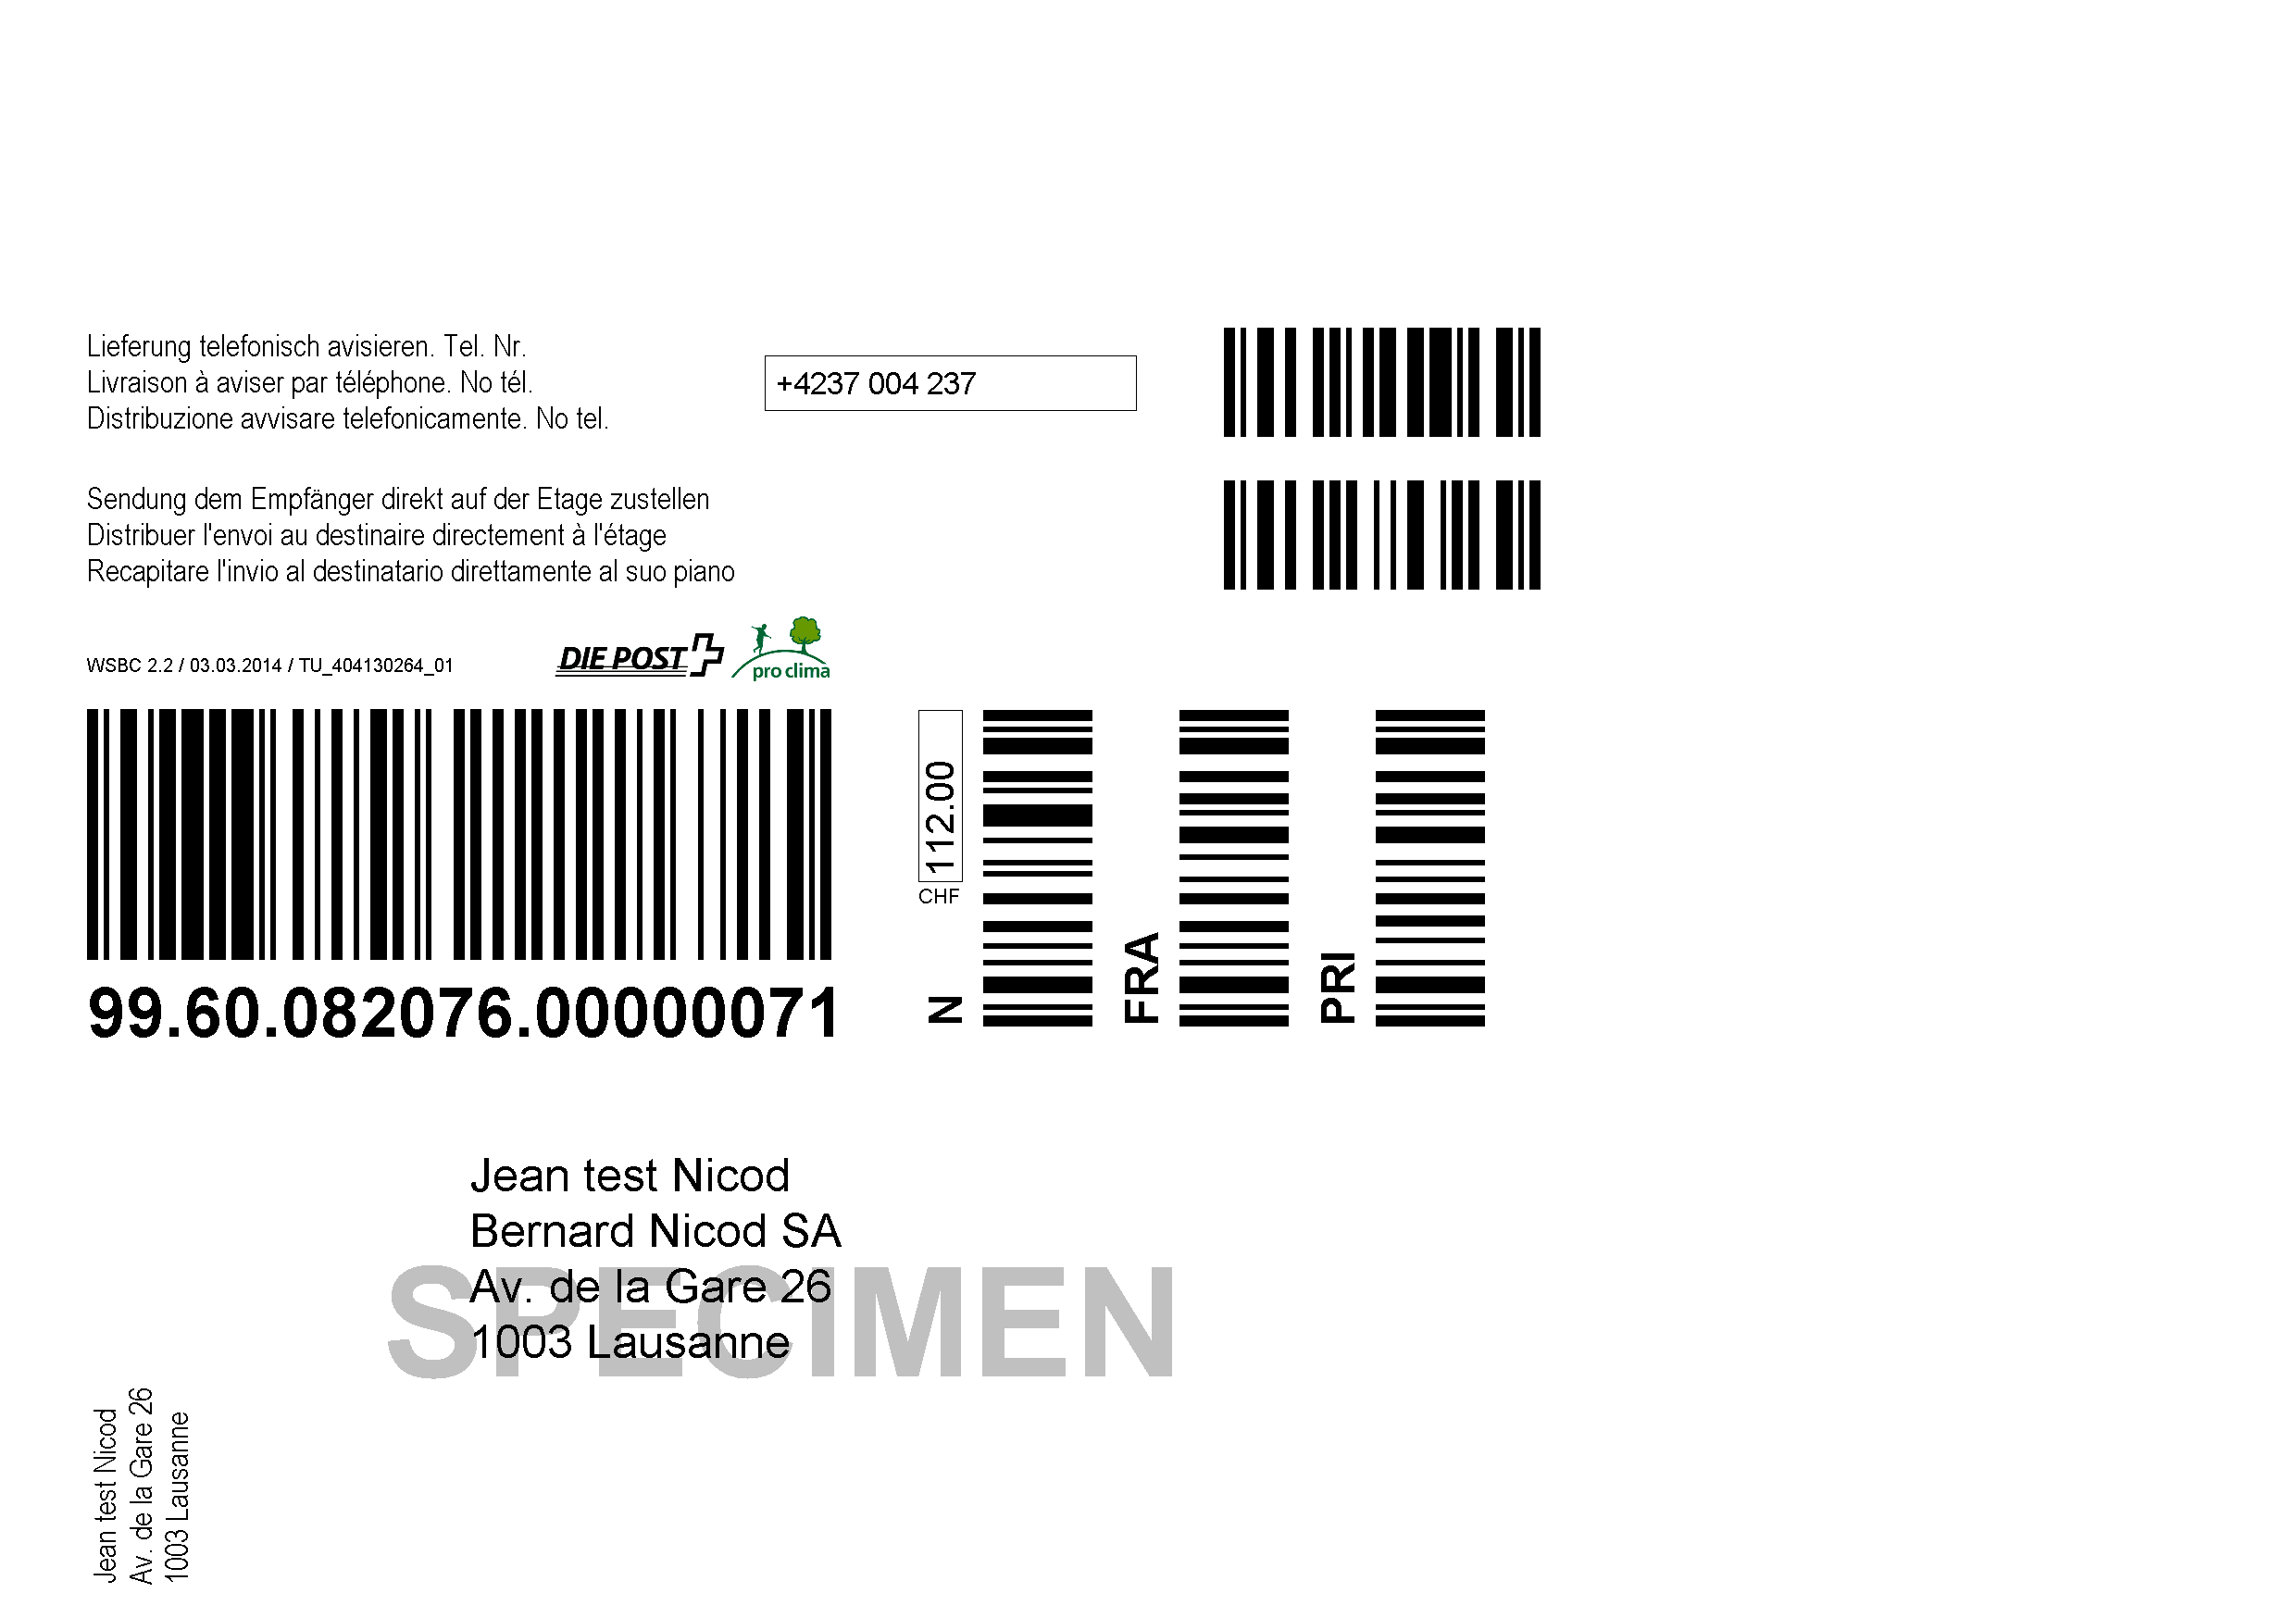 Lieferung telefonisch avisieren. Tel. Nr.
Livraison à aviser par téléphone. No tél.
Distribuzione avvisare telefonicamente. No tel.
+4237 004 237
Sendung dem Empfänger direkt auf der Etage zustellen
Distribuer l'envoi au destinaire directement à l'étage
Recapitare l'invio al destinatario direttamente al suo piano
WSBC 2.2 / 03.03.2014 / TU_404130264_01
DIE POST
pro clima
99.60.082076.00000071
112.00
CHF
N
FRA
PRI
Jean test Nicod
Bernard Nicod SA
Av. de la Gare 26
1003 Lausanne
SPECIMEN
Jean test Nicod
Av. de la Gare 26
1003 Lausanne